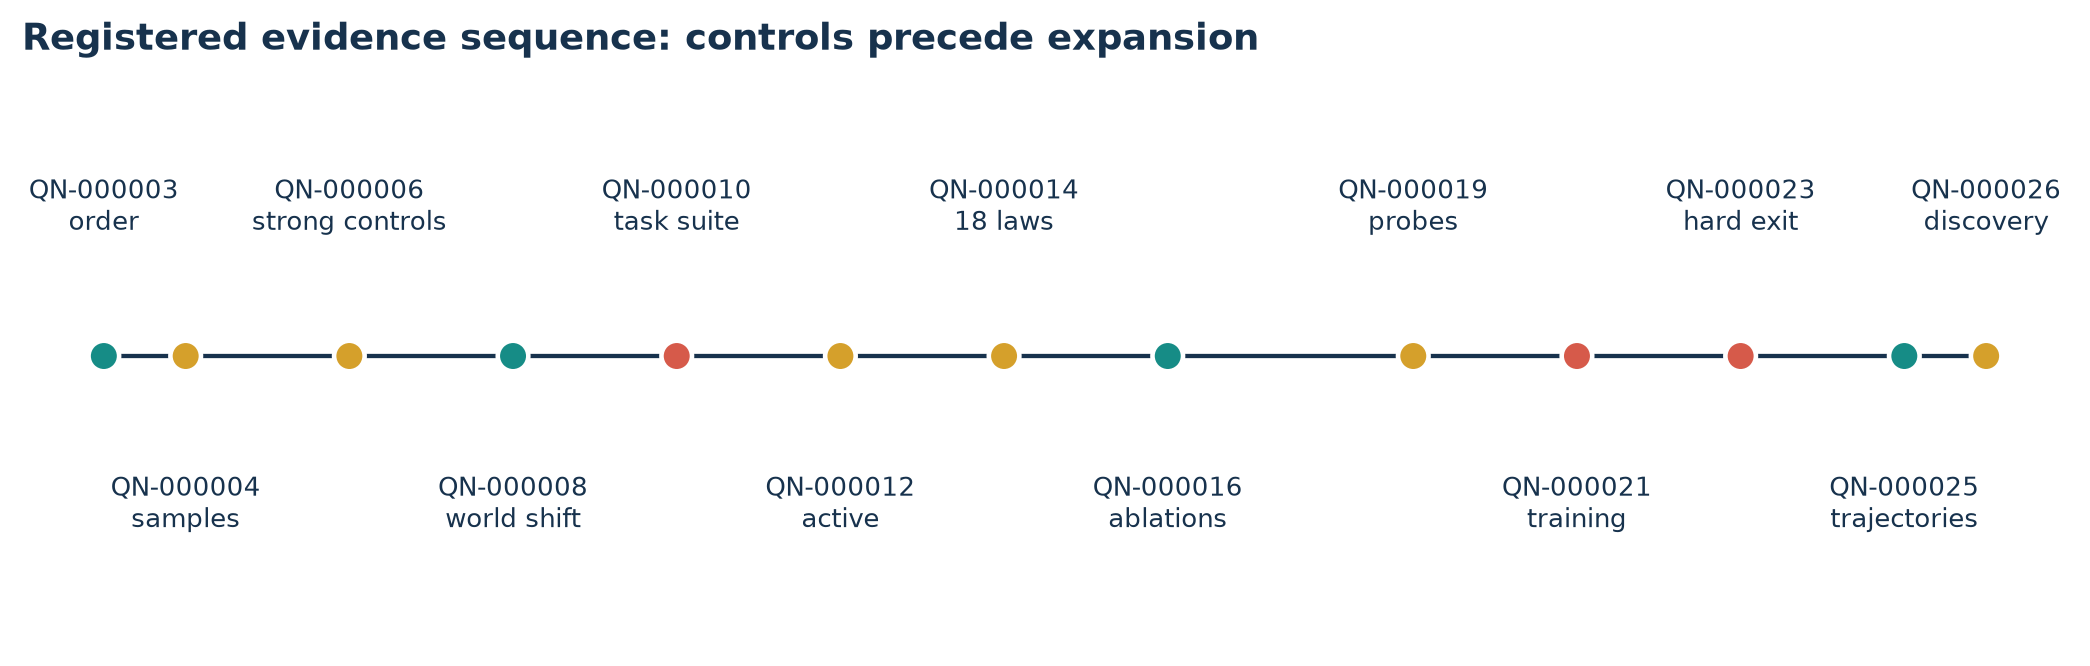 Registered evidence sequence: controls precede expansion
QN-000003
order
QN-000006
strong controls
QN-000010
task suite
QN-000014
18 laws
QN-000019
probes
QN-000023
hard exit
QN-000026
discovery
QN-000004
samples
QN-000008
world shift
QN-000012
active
QN-000016
ablations
QN-000021
training
QN-000025
trajectories